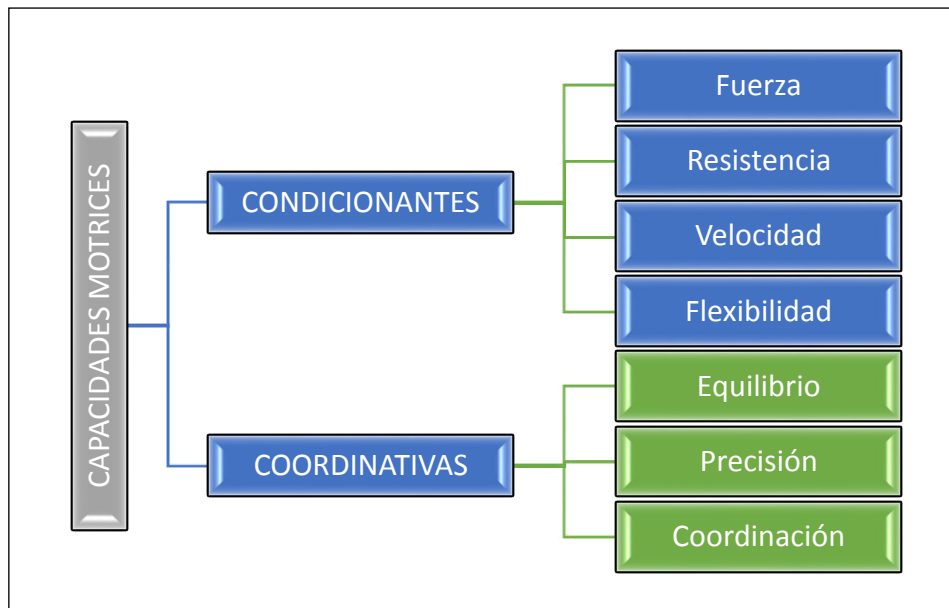 CAPACIDADES MOTRICES
CONDICIONANTES
Fuerza
Resistencia
Velocidad
Flexibilidad
COORDINATIVAS
Equilibrio
Precisión
Coordinación